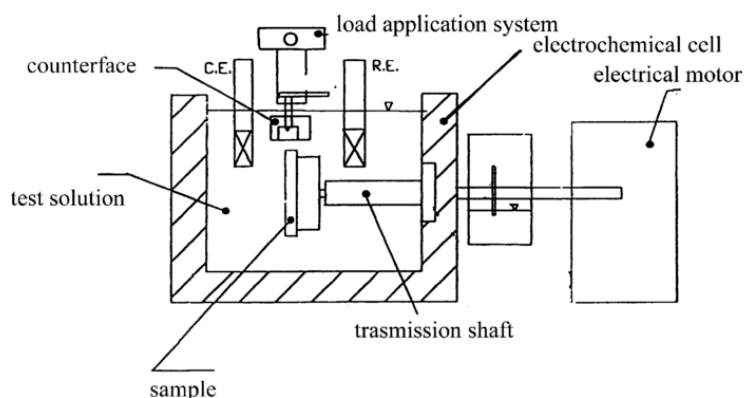 load application system
electrochemical cell
electrical motor
counterface
C.E.
R.E.
test solution
trasmission shaft
sample